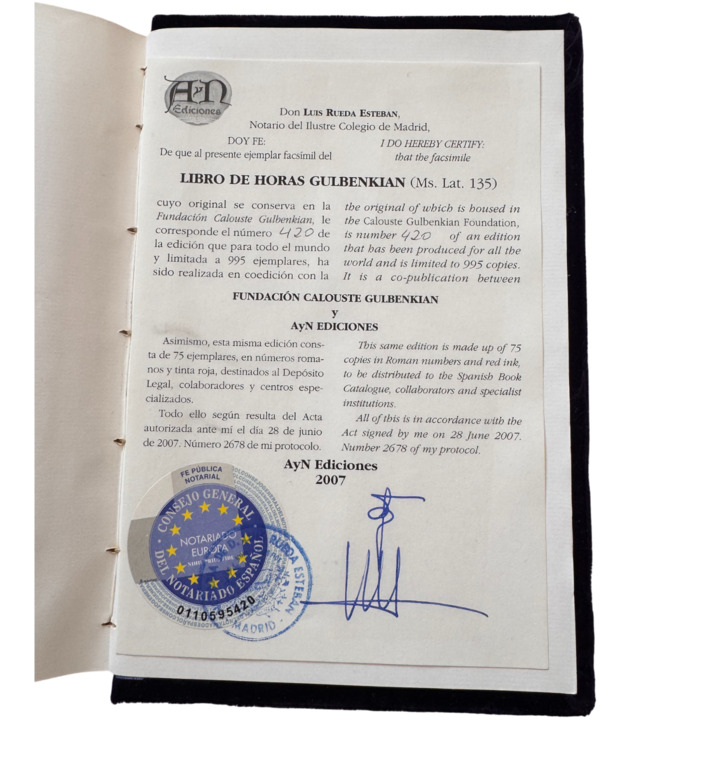 AyN
Ediciones
Don LUIS RUEDA ESTEBAN,
Notario del Ilustre Colegio de Madrid,
DOY FE:
De que al presente ejemplar facsímil del
I DO HEREBY CERTIFY:
that the facsimile
LIBRO DE HORAS GULBENKIAN (Ms. Lat. 135)
cuyo original se conserva en la
Fundación Calouste Gulbenkian, le
corresponde el número 420 de
la edición que para todo el mundo
y limitada a 995 ejemplares, ha
sido realizada en coedición con la
the original of which is housed in
the Calouste Gulbenkian Foundation,
is number 420 of an edition
that has been produced for all the
world and is limited to 995 copies.
It is a co-publication between
FUNDACIÓN CALOUSTE GULBENKIAN
y
AyN EDICIONES
Asimismo, esta misma edición cons-
ta de 75 ejemplares, en números roma-
nos y tinta roja, destinados al Depósito
Legal, colaboradores y centros espe-
cializados.
Todo ello según resulta del Acta
autorizada ante mí el día 28 de junio
de 2007. Número 2678 de mi protocolo.
This same edition is made up of 75
copies in Roman numbers and red ink,
to be distributed to the Spanish Book
Catalogue, collaborators and specialist
institutions.
All of this is in accordance with the
Act signed by me on 28 June 2007.
Number 2678 of my protocol.
AyN Ediciones
2007
FE PÚBLICA
NOTARIAL
CONSEJO GENERAL
DEL NOTARIADO ESPAÑOL
NOTARIADO
EUROPA
0110595420
RUEDA ESTEBAN
MADRID